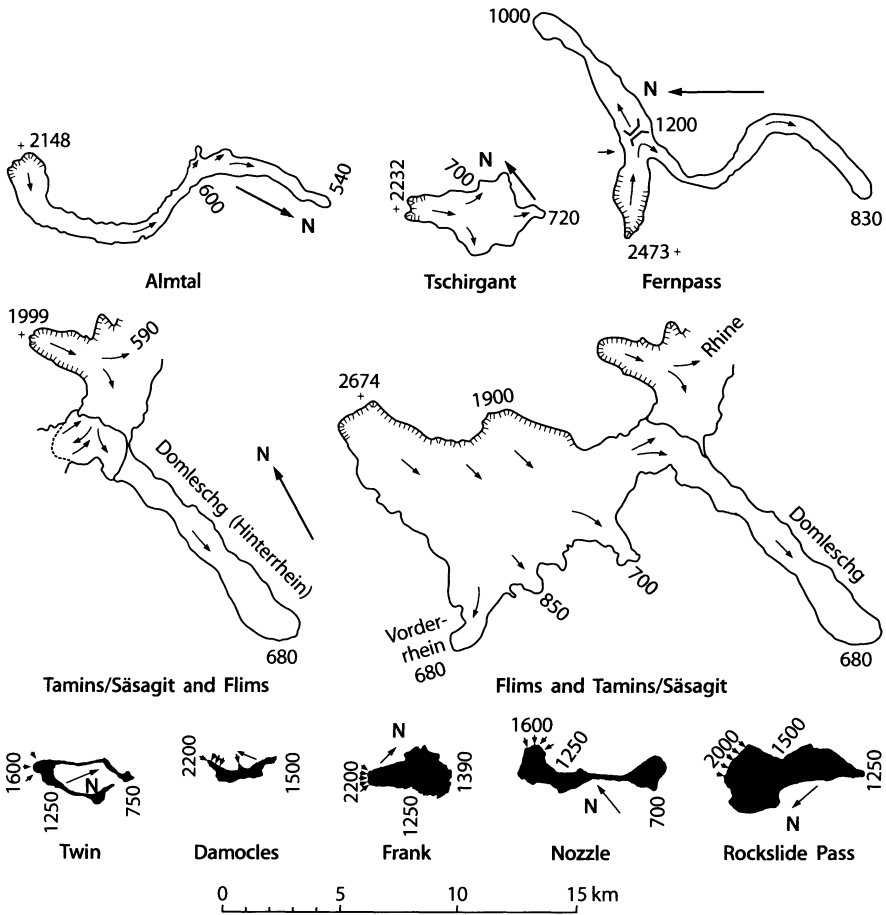 1000
N
1200
830
2473 +
Fernpass
+ 2148
600
540
N
Almtal
+ 2232
700
N
720
Tschirgant
1999
+
590
N
Domleschg (Hinterrhein)
680
Tamins/Säsagit and Flims
2674
+
1900
Rhine
Domleschg
700
850
Vorder-
rhein
680
680
Flims and Tamins/Säsagit
1600
1250
N
750
Twin
2200
1500
Damocles
N
2200
1250
1390
Frank
1600
1250
N
700
Nozzle
2000
1500
1250
N
Rockslide Pass
0 5 10 15 km